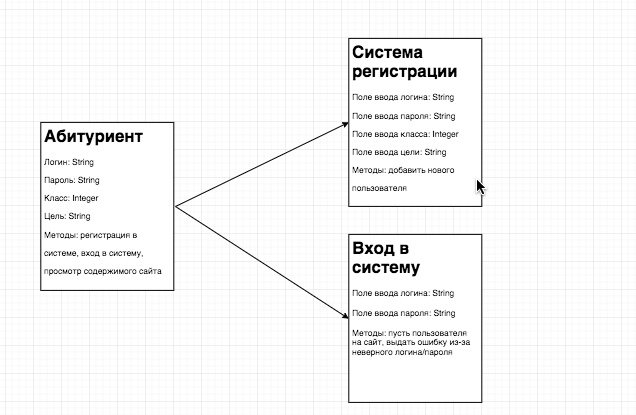 Абитуриент
Логин: String
Пароль: String
Класс: Integer
Цель: String
Методы: регистрация в
системе, вход в систему,
просмотр содержимого сайта
Система
регистрации
Поле ввода логина: String
Поле ввода пароля: String
Поле ввода класса: Integer
Поле ввода цели: String
Методы: добавить нового
пользователя
Вход в
систему
Поле ввода логина: String
Поле ввода пароля: String
Методы: пусть пользователя
на сайт, выдать ошибку из-за
неверного логина/пароля